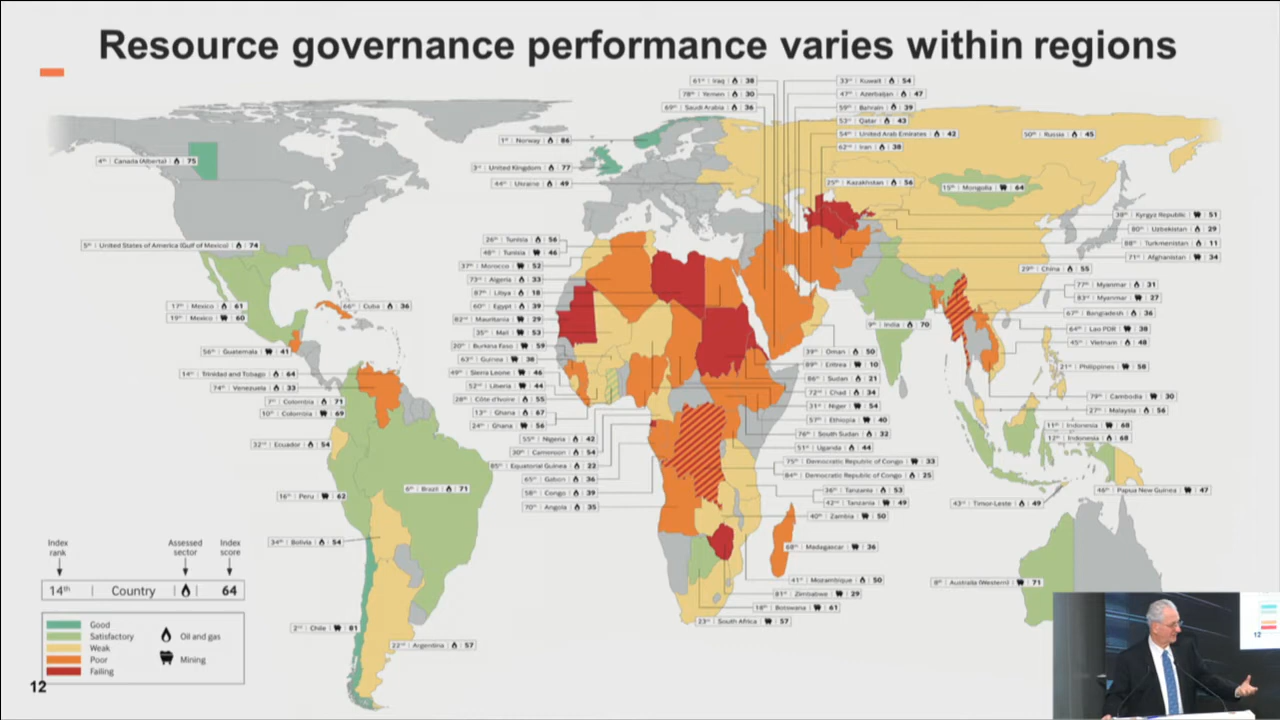 Resource governance performance varies within regions
61st | Iraq | 38
78th | Yemen | 30
69th | Saudi Arabia | 36
33rd | Kuwait | 54
47th | Azerbaijan | 47
59th | Bahrain | 39
53rd | Qatar | 43
54th | United Arab Emirates | 42
62nd | Iran | 38
50th | Russia | 45
1st | Norway | 86
4th | Canada (Alberta) | 75
3rd | United Kingdom | 77
44th | Ukraine | 49
25th | Kazakhstan | 56
15th | Mongolia | 64
38th | Kyrgyz Republic | 51
80th | Uzbekistan | 29
88th | Turkmenistan | 11
71st | Afghanistan | 34
5th | United States of America (Gulf of Mexico) | 74
26th | Tunisia | 56
48th | Tunisia | 46
37th | Morocco | 52
73rd | Algeria | 33
87th | Libya | 18
60th | Egypt | 39
82nd | Mauritania | 29
35th | Mali | 53
20th | Burkina Faso | 59
63rd | Guinea | 38
49th | Sierra Leone | 46
52nd | Liberia | 44
28th | Côte d'Ivoire | 55
13th | Ghana | 67
24th | Ghana | 56
55th | Nigeria | 42
30th | Cameroon | 54
85th | Equatorial Guinea | 22
65th | Gabon | 36
58th | Congo | 39
70th | Angola | 35
29th | China | 55
77th | Myanmar | 31
83rd | Myanmar | 27
67th | Bangladesh | 36
64th | Lao PDR | 38
45th | Vietnam | 48
9th | India | 70
21st | Philippines | 58
79th | Cambodia | 30
27th | Malaysia | 56
11th | Indonesia | 68
12th | Indonesia | 68
46th | Papua New Guinea | 47
43rd | Timor-Leste | 49
8th | Australia (Western) | 71
17th | Mexico | 61
19th | Mexico | 60
66th | Cuba | 36
56th | Guatemala | 41
14th | Trinidad and Tobago | 64
74th | Venezuela | 33
7th | Colombia | 71
10th | Colombia | 69
32nd | Ecuador | 54
16th | Peru | 62
6th | Brazil | 71
34th | Bolivia | 54
2nd | Chile | 81
22nd | Argentina | 57
39th | Oman | 50
89th | Eritrea | 10
86th | Sudan | 21
72nd | Chad | 34
31st | Niger | 54
57th | Ethiopia | 40
76th | South Sudan | 32
51st | Uganda | 44
75th | Democratic Republic of Congo | 33
84th | Democratic Republic of Congo | 25
36th | Tanzania | 53
42nd | Tanzania | 49
40th | Zambia | 50
68th | Madagascar | 36
41st | Mozambique | 50
81st | Zimbabwe | 29
18th | Botswana | 61
23rd | South Africa | 57
Index rank
Assessed sector
Index score
14th | Country | 64
Good
Satisfactory
Weak
Poor
Failing
Oil and gas
Mining
12
12